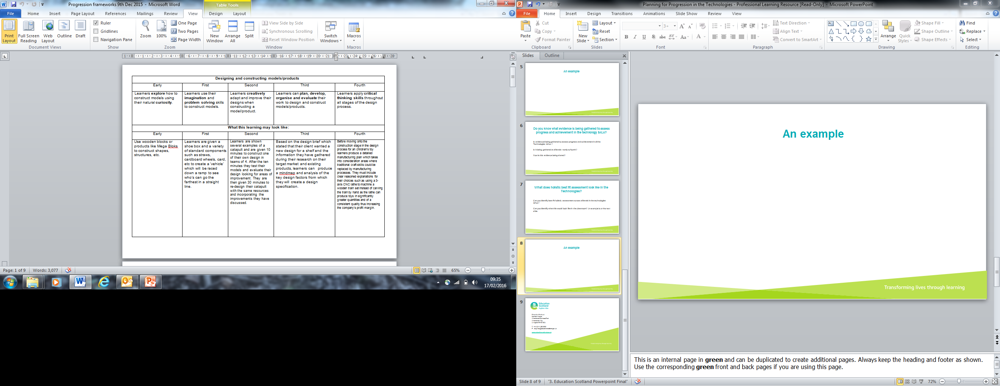 Progression frameworks 9th Dec 2015 - Microsoft Word
Table Tools
File Home Insert Page Layout References Mailings Review View Design Layout
Print Layout
Full Screen Reading
Web Layout
Outline
Draft
Document Views
Ruler
Gridlines
Navigation Pane
Show
Zoom
100%
One Page
Two Pages
Page Width
Zoom
New Window
Arrange All
Split
View Side by Side
Synchronous Scrolling
Reset Window Position
Window
Switch Windows
Macros
Macros
Designing and constructing models/products
Early First Second Third Fourth
Learners explore how to
construct models using
their natural curiosity.
Learners use their
imagination and
problem solving skills
to construct models.
Learners creatively
adapt and improve their
designs when
constructing a
model/product.
Learners can plan, develop,
organise and evaluate their
work to design and construct
models/products.
Learners apply critical
thinking skills throughout
all stages of the design
process.
What this learning may look like:
Early First Second Third Fourth
Use wooden blocks or
products like Mega Bloks
to construct shapes,
structures, etc.
Learners are given a
shoe box and a variety
of standard components
such as straws,
cardboard wheels, card,
etc to create a 'vehicle'
which will be raced
down a ramp to see
who's can go the
farthest in a straight
line.
Learners are shown
several examples of a
catapult and are given 10
minutes to construct one
of their own design in
teams of 4. After the ten
minutes they test their
models and evaluate their
design looking for areas of
improvement. They are
then given 30 minutes to
re-design their catapult
with the same resources
and incorporating the
improvements they have
discussed.
Based on the design brief which
stated that their client wanted a
new design for a shelf and the
information they have gathered
during their research on their
target market and existing
products, learners can produce
a mindmap and analysis of the
key design factors from which
they will create a design
specification.
Before moving onto the
construction stage in the design
process for an children's toy
learners produce a detailed
manufacturing plan which takes
into consideration areas where
traditional craft skills could be
replaced by manufacturing
processes. They must include
clear reasoned explanations for
their choices such as using a 3-
axis CNC lathe to machine a
wooden train set instead of carving
the train by hand as the lathe can
produce toys in significantly
greater quantities and of a
consistent quality thus increasing
the company's profit margin.
Page: 1 of 9 Words: 3,077 65%
09:35
17/02/2016
Planning for Progression in the Technologies - Professional Learning Resource [Read-Only] - Microsoft PowerPoint
File Home Insert Design Transitions Animations Slide Show Review View
Paste
Cut
Copy
Format Painter
Clipboard
New Slide
Layout
Reset
Section
Slides
Font
Text Direction
Align Text
Convert to SmartArt
Paragraph
Arrange
Quick Styles
Shape Fill
Shape Outline
Shape Effects
Drawing
Find
Replace
Select
Editing
Slides Outline
5
An example
6
Do you know what evidence is being gathered to assess
progress and achievement in the technology SALs?
Is evidenced being gathered to assess progress and achievement in all the
Technologies SALs ?
Is it being gathered at all levels – early to fourth?
How is this evidence being shared?
7
What does holistic best fit assessment look like in the
Technologies?
Can you identify best fit holistic assessment across all levels in the technologies
SALs?
Can you identify what this would look like in the classroom? An example is on the next
slide
8
An example
9
Education
Scotland
Foghlam Alba
An example
Transforming lives through learning
This is an internal page in green and can be duplicated to create additional pages. Always keep the heading and footer as shown.
Use the corresponding green front and back pages if you are using this page.
Slide 8 of 9 "3. Education Scotland Powerpoint Final" 72%